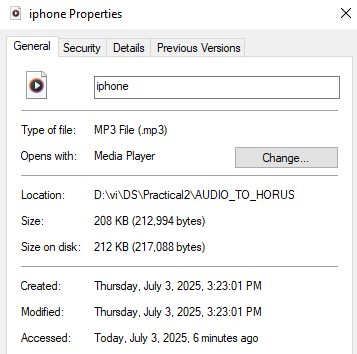 iphone Properties
General Security Details Previous Versions
iphone
Type of file: MP3 File (.mp3)
Opens with: Media Player Change...
Location: D:\vi\DS\Practical2\AUDIO_TO_HORUS
Size: 208 KB (212,994 bytes)
Size on disk: 212 KB (217,088 bytes)
Created: Thursday, July 3, 2025, 3:23:01 PM
Modified: Thursday, July 3, 2025, 3:23:01 PM
Accessed: Today, July 3, 2025, 6 minutes ago